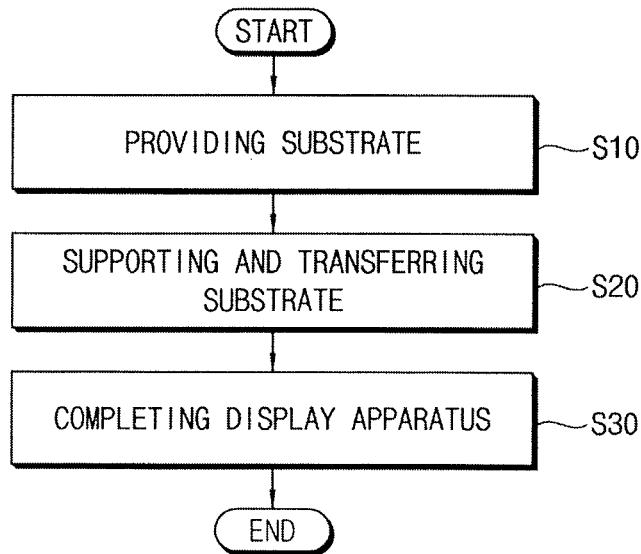 START
PROVIDING SUBSTRATE
S10
SUPPORTING AND TRANSFERRING
SUBSTRATE
S20
COMPLETING DISPLAY APPARATUS
S30
END